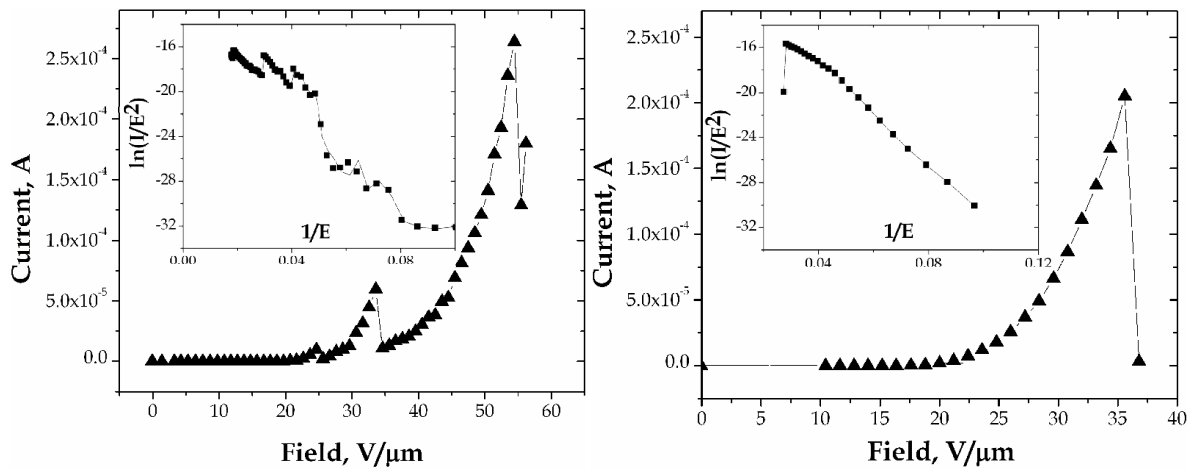 2.5x10-4
2.0x10-4
1.5x10-4
1.0x10-4
5.0x10-5
0.0
Current, A
0 10 20 30 40 50 60
Field, V/μm
-16
-20
-24
-28
-32
ln(I/E2)
0.00 0.04 0.08
1/E
2.5x10-4
2.0x10-4
1.5x10-4
1.0x10-4
5.0x10-5
0.0
Current, A
0 5 10 15 20 25 30 35 40
Field, V/μm
-16
-20
-24
-28
-32
ln(I/E2)
0.04 0.08 0.12
1/E